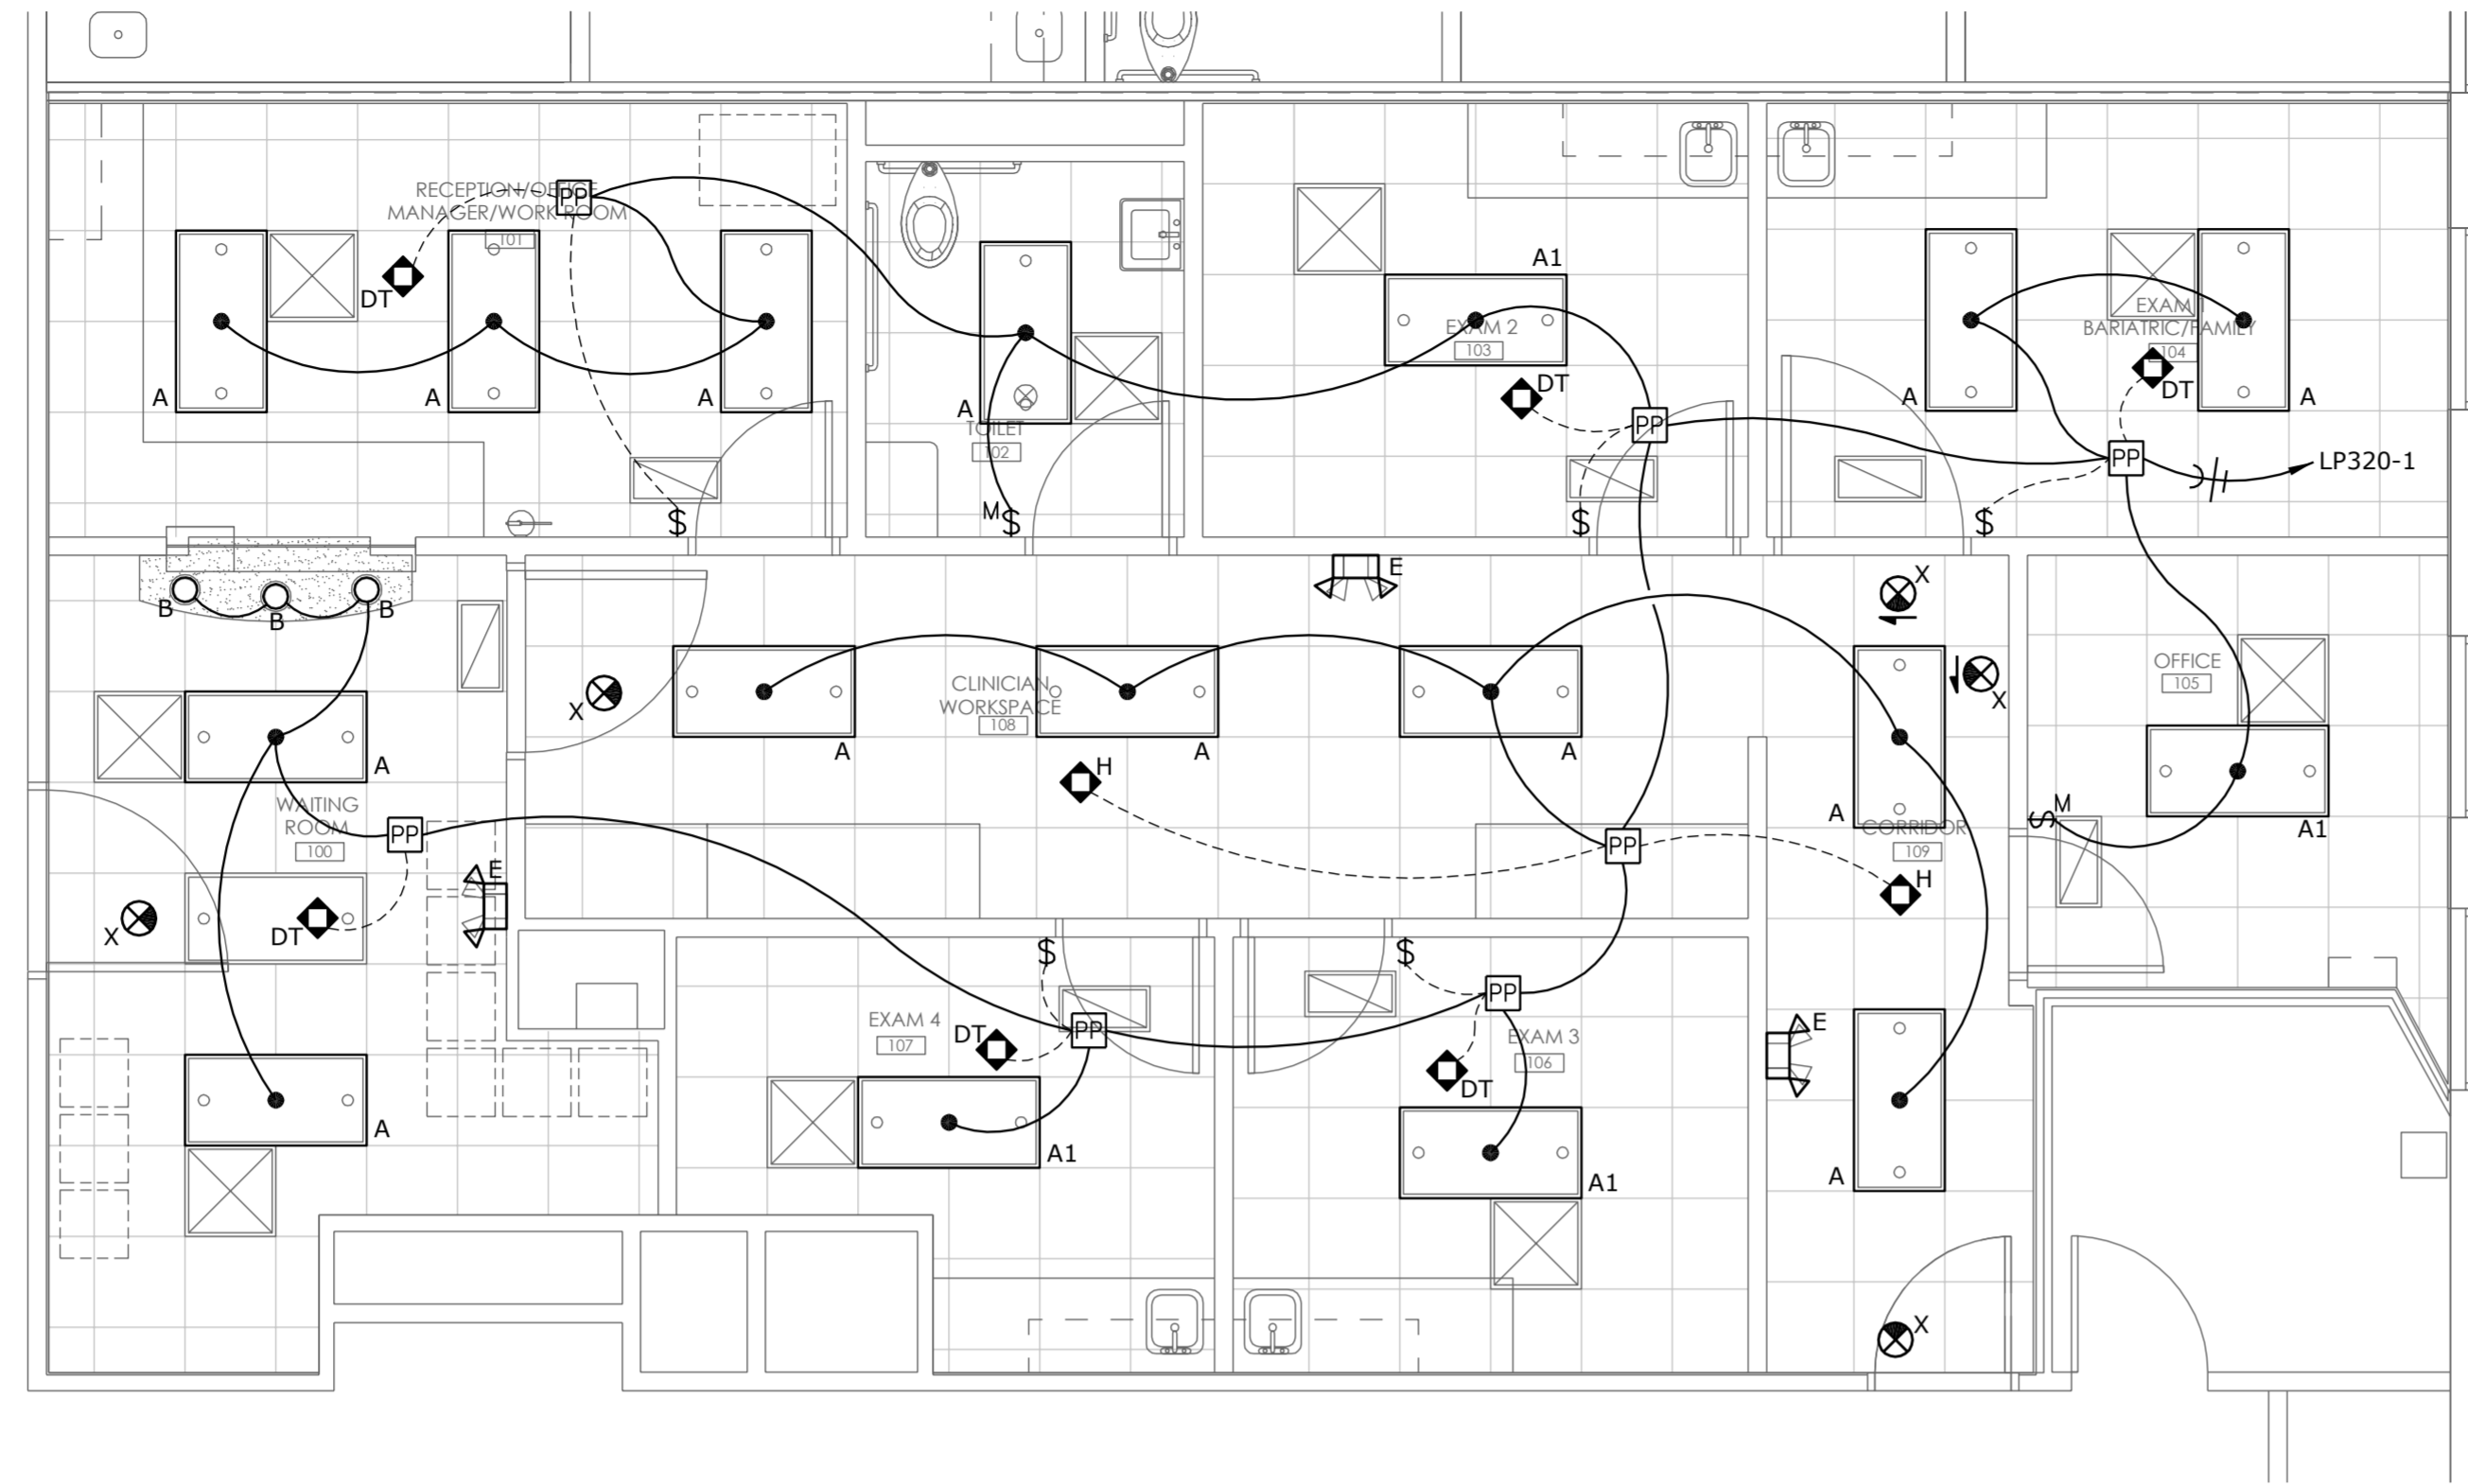 RECEPTION/OFFICE
MANAGER/WORK ROOM
101
PP
DT
A
A
A
A
TOILET
102
M
$
$
A1
EXAM 2
103
DT
PP
$
EXAM 1
BARIATRIC/FAMILY
104
DT
A
A
PP
LP320-1
$
B
B
B
A
WAITING
ROOM
100
PP
E
X
DT
A
X
CLINICIAN
WORKSPACE
108
A
A
A
H
E
PP
X
X
A
CORRIDOR
109
H
E
A
X
OFFICE
105
M
$
A1
$
EXAM 4
107
DT
PP
A1
$
PP
EXAM 3
106
DT
A1